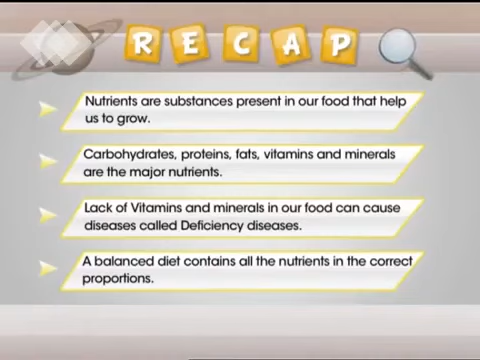 RECAP
Nutrients are substances present in our food that help
us to grow.
Carbohydrates, proteins, fats, vitamins and minerals
are the major nutrients.
Lack of Vitamins and minerals in our food can cause
diseases called Deficiency diseases.
A balanced diet contains all the nutrients in the correct
proportions.